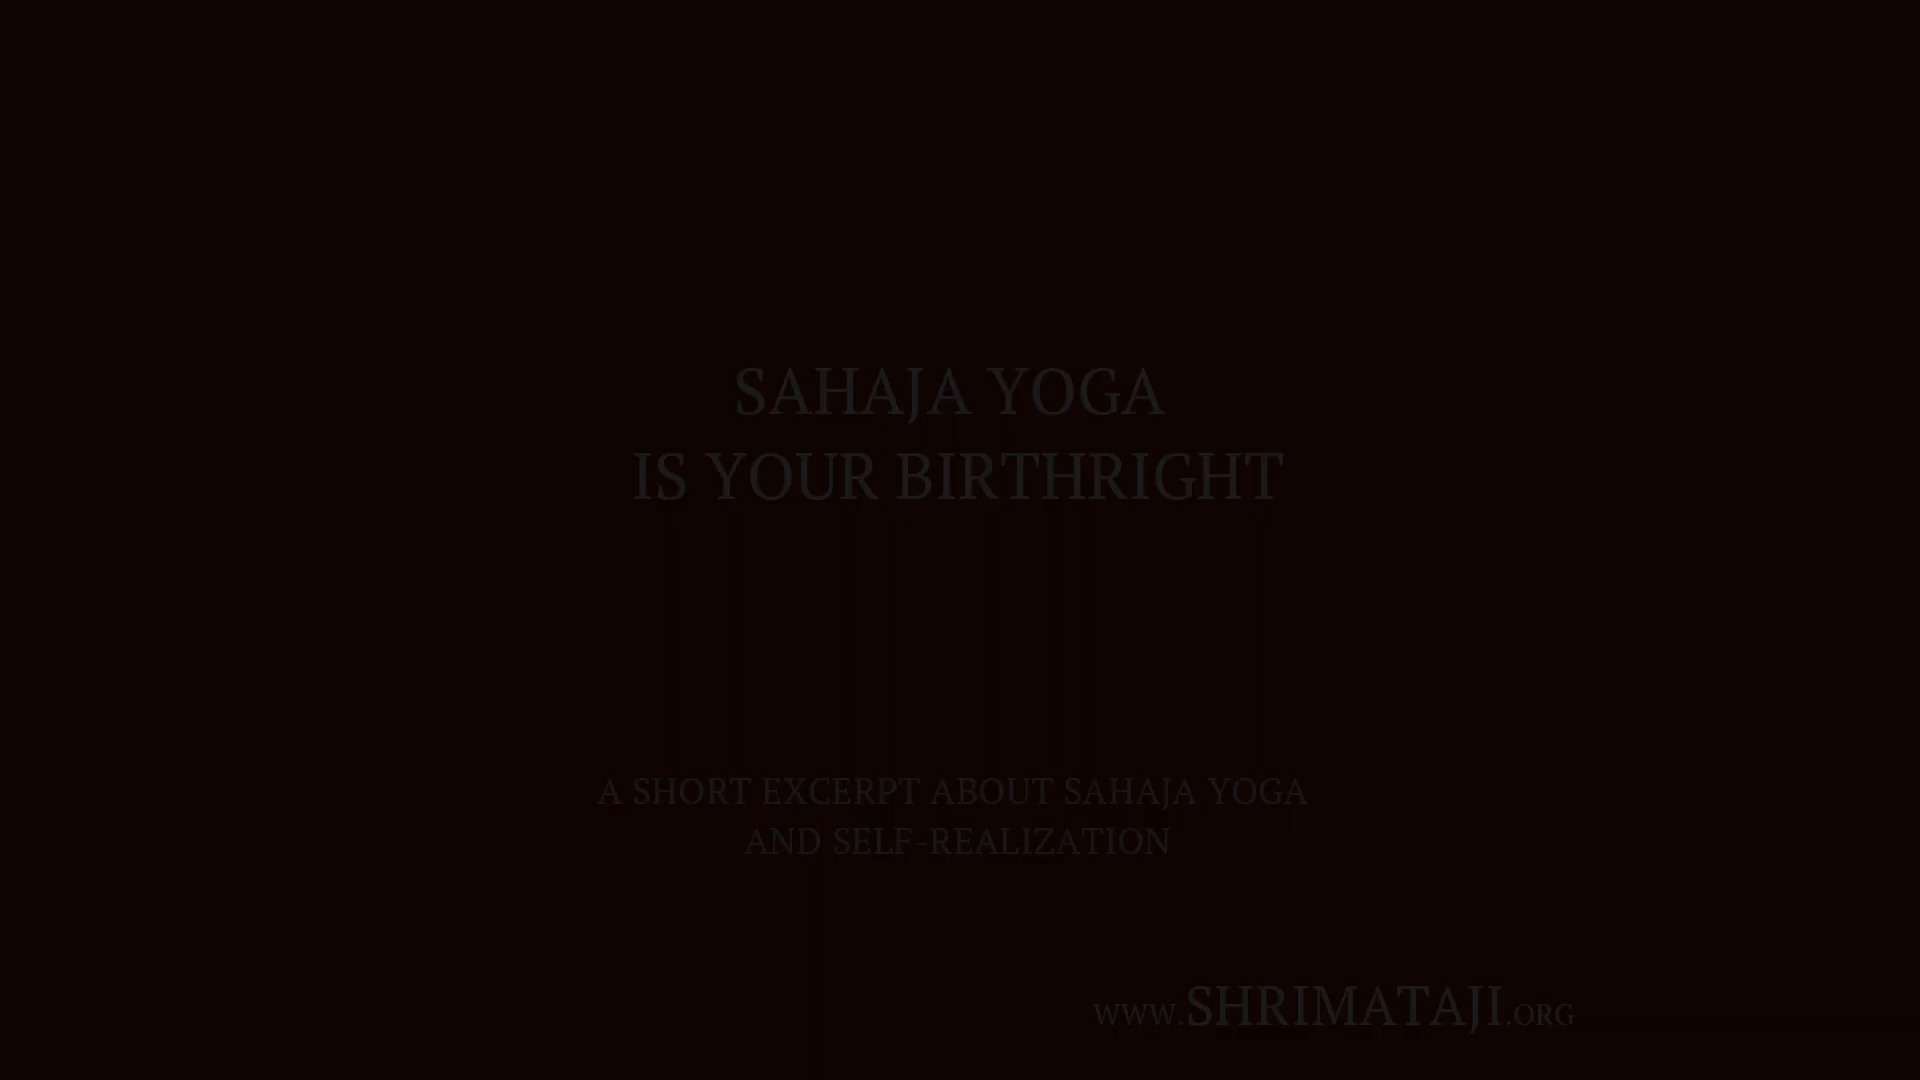 SAHAJA YOGA
IS YOUR BIRTHRIGHT
A SHORT EXCERPT ABOUT SAHAJA YOGA
AND SELF-REALIZATION
www.SHRIMATAJI.ORG